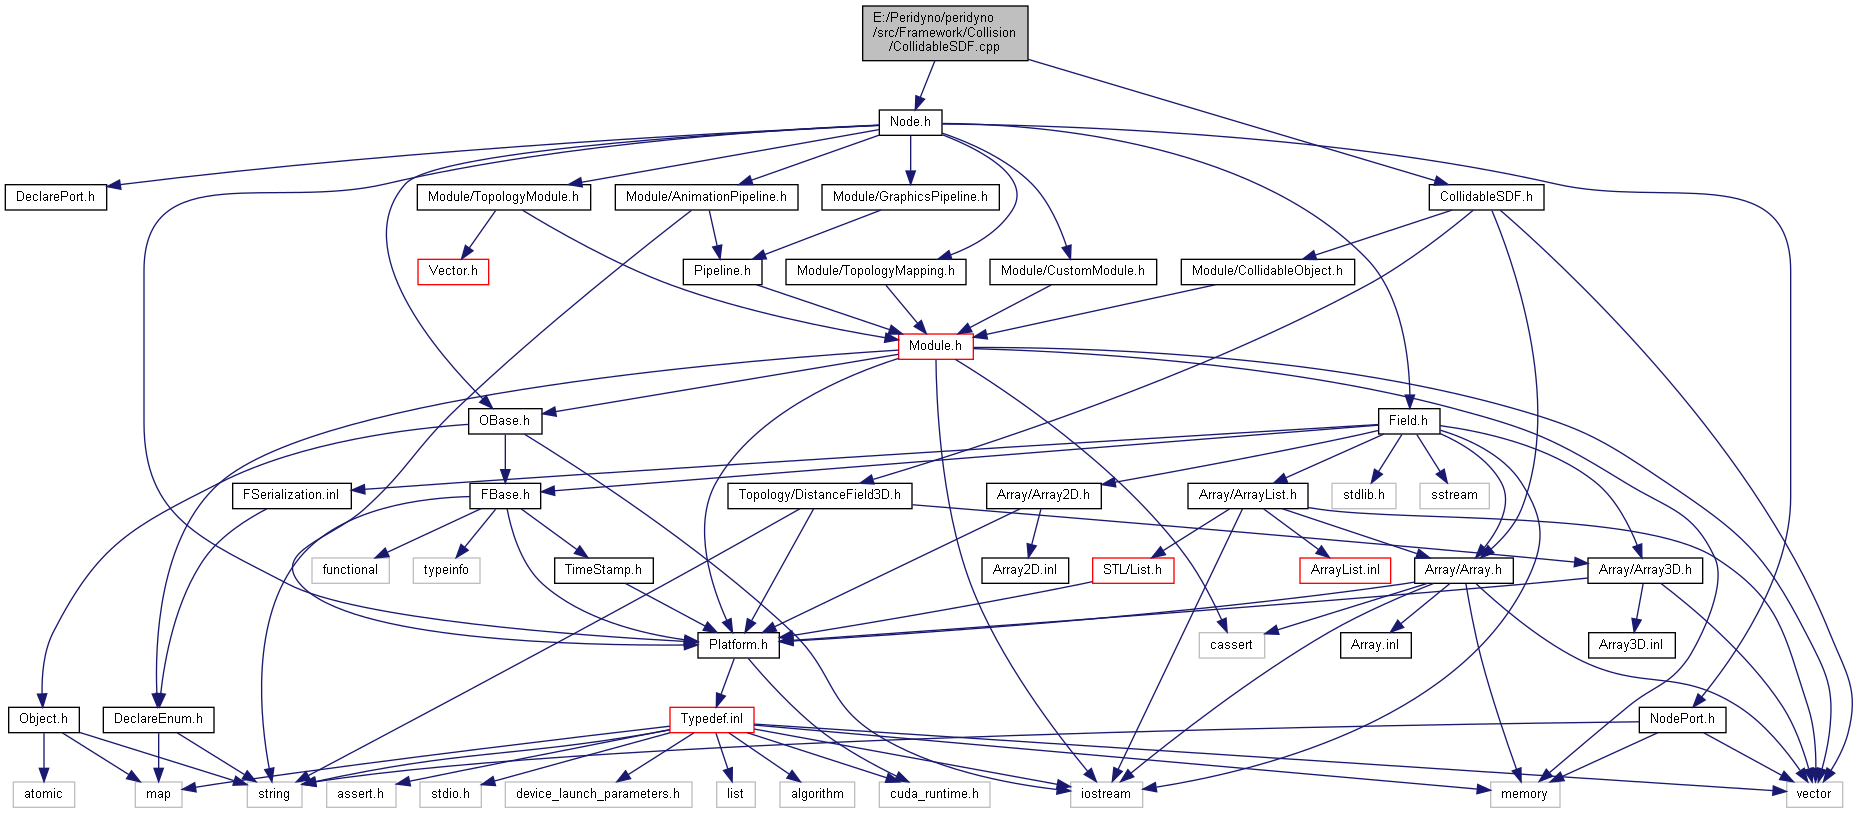 E:/Peridyno/peridyno
/src/Framework/Collision
/CollidableSDF.cpp
Node.h
DeclarePort.h
Module/TopologyModule.h
Module/AnimationPipeline.h
Module/GraphicsPipeline.h
CollidableSDF.h
Vector.h
Pipeline.h
Module/TopologyMapping.h
Module/CustomModule.h
Module/CollidableObject.h
Module.h
OBase.h
Field.h
FSerialization.inl
FBase.h
Topology/DistanceField3D.h
Array/Array2D.h
Array/ArrayList.h
stdlib.h
sstream
functional
typeinfo
TimeStamp.h
Array2D.inl
STL/List.h
ArrayList.inl
Array/Array.h
Array/Array3D.h
Platform.h
cassert
Array.inl
Array3D.inl
Object.h
DeclareEnum.h
Typedef.inl
NodePort.h
atomic
map
string
assert.h
stdio.h
device_launch_parameters.h
list
algorithm
cuda_runtime.h
iostream
memory
vector